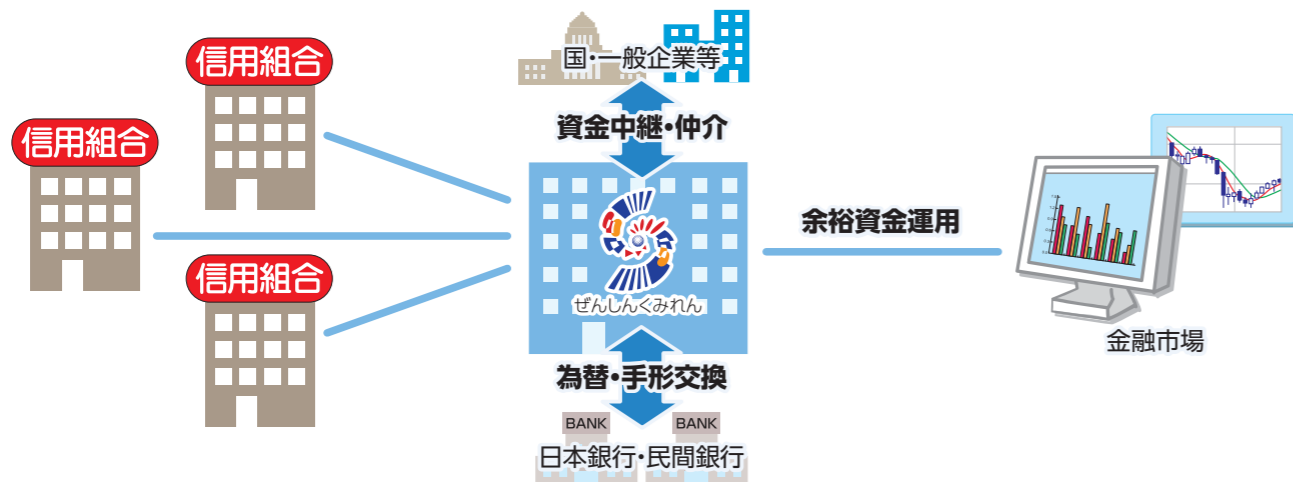 信用組合
信用組合
信用組合
国・一般企業等
資金中継・仲介
ぜんしんくみれん
為替・手形交換
BANK
BANK
日本銀行・民間銀行
余裕資金運用
金融市場